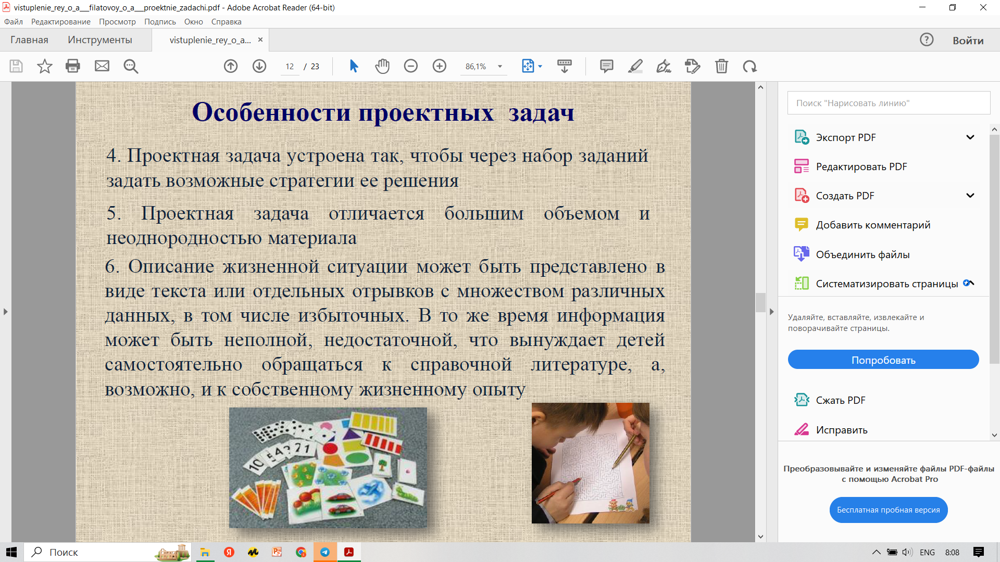 vistuplenie_rey_o_a__filatovoy_o_a__proektnie_zadachi.pdf - Adobe Acrobat Reader (64-bit)
Файл Редактирование Просмотр Подпись Окно Справка
Главная Инструменты vistuplenie_rey_o_a... × Войти
12 / 23 86,1%
Особенности проектных задач
4. Проектная задача устроена так, чтобы через набор заданий
задать возможные стратегии ее решения
5. Проектная задача отличается большим объемом и
неоднородностью материала
6. Описание жизненной ситуации может быть представлено в
виде текста или отдельных отрывков с множеством различных
данных, в том числе избыточных. В то же время информация
может быть неполной, недостаточной, что вынуждает детей
самостоятельно обращаться к справочной литературе, а,
возможно, и к собственному жизненному опыту
10 5 4 ? 2 1
Поиск "Нарисовать линию"
Экспорт PDF
Редактировать PDF
Создать PDF
Добавить комментарий
Объединить файлы
Систематизировать страницы
Удаляйте, вставляйте, извлекайте и
поворачивайте страницы.
Попробовать
Сжать PDF
Исправить
Преобразовывайте и изменяйте файлы PDF-файлы
с помощью Acrobat Pro
Бесплатная пробная версия
Поиск
ENG 8:08